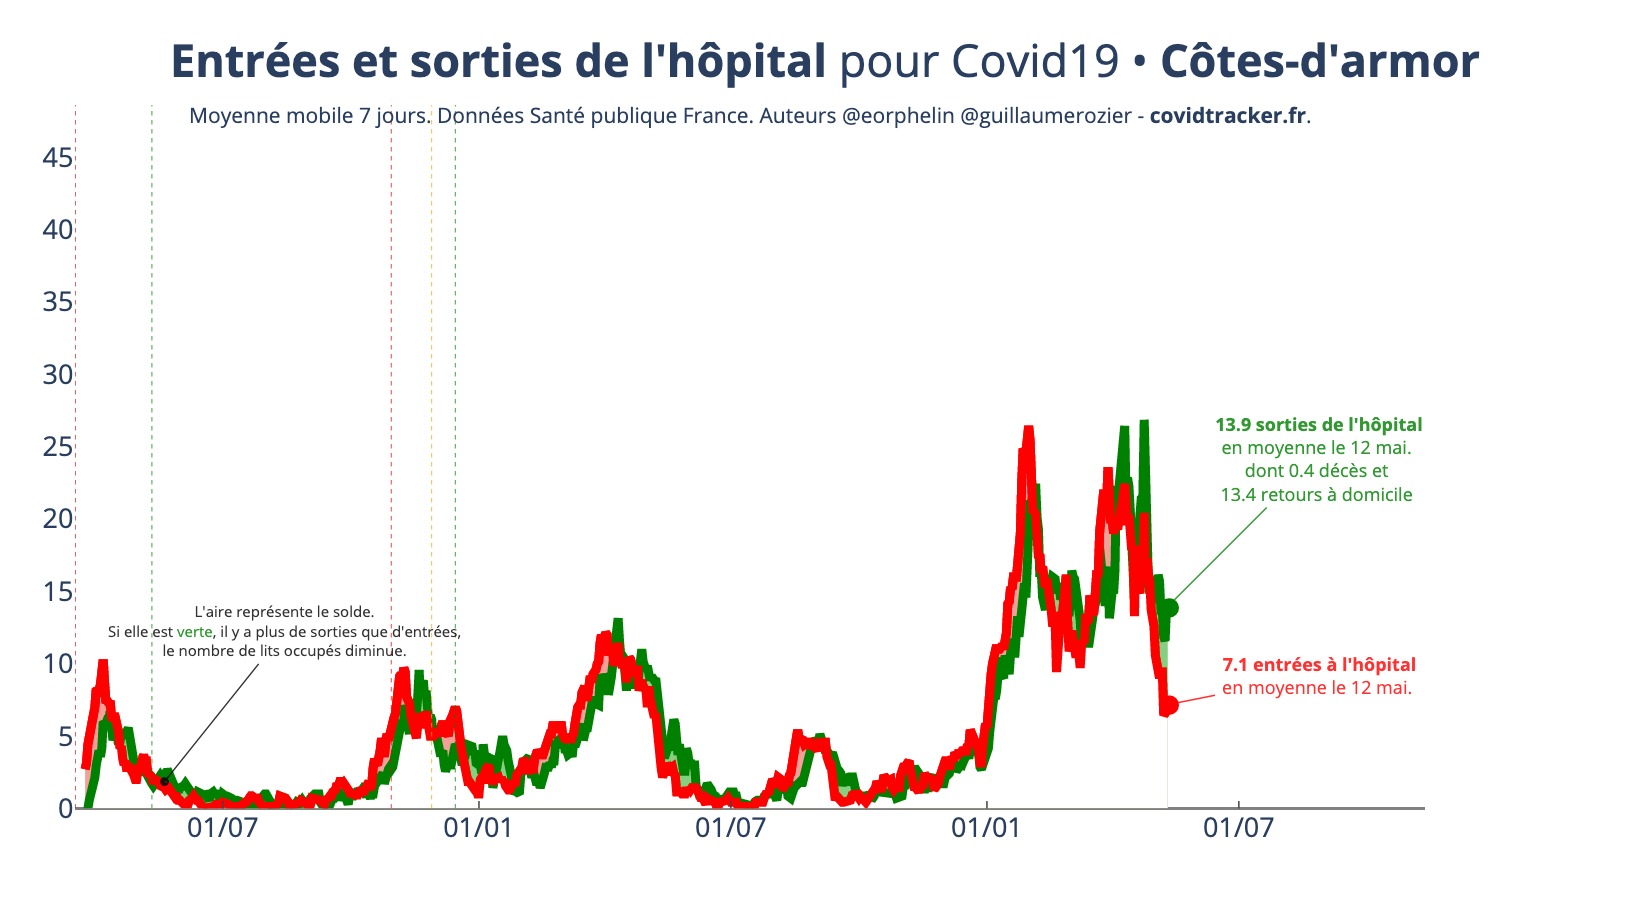 Entrées et sorties de l'hôpital pour Covid19 • Côtes-d'armor
Moyenne mobile 7 jours. Données Santé publique France. Auteurs @eorphelin @guillaumerozier - covidtracker.fr.
45
40
35
30
25
20
15
10
5
0
13.9 sorties de l'hôpital
en moyenne le 12 mai.
dont 0.4 décès et
13.4 retours à domicile
L'aire représente le solde.
Si elle est verte, il y a plus de sorties que d'entrées,
le nombre de lits occupés diminue.
7.1 entrées à l'hôpital
en moyenne le 12 mai.
01/07
01/01
01/07
01/01
01/07